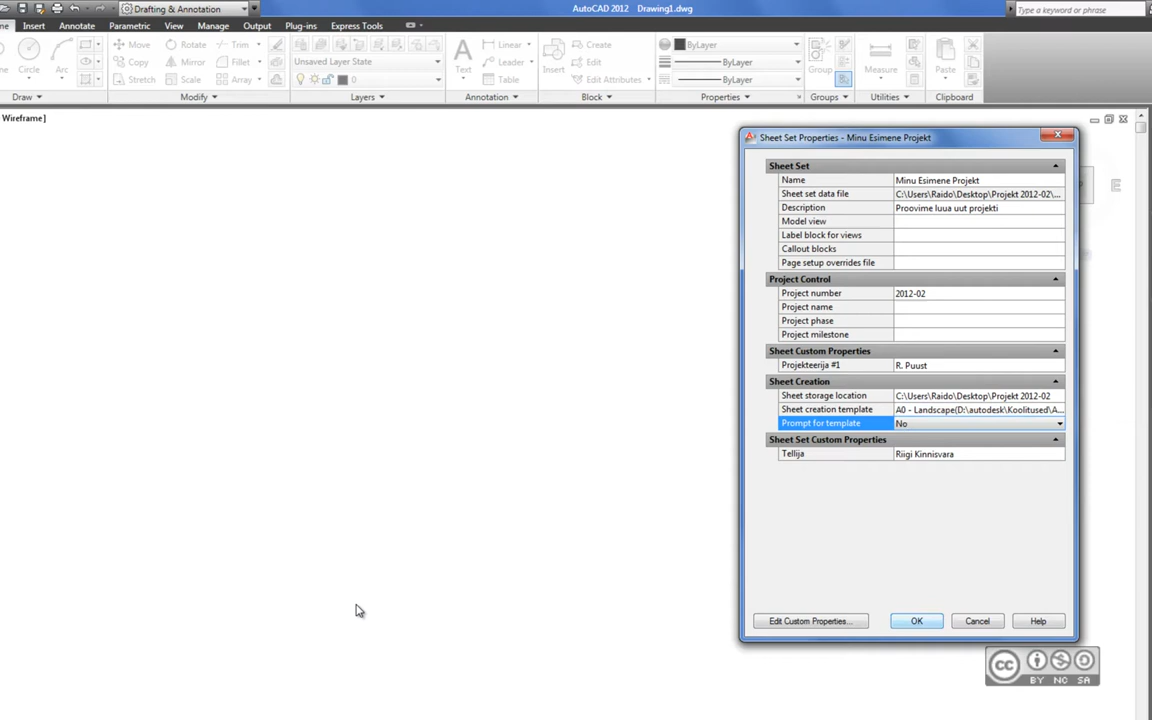 Drafting & Annotation
AutoCAD 2012 Drawing1.dwg
Type a keyword or phrase
Insert Annotate Parametric View Manage Output Plug-ins Express Tools
Circle Arc
Move Rotate Trim
Copy Mirror Fillet
Stretch Scale Array
Unsaved Layer State
0
Text
Linear
Leader
Table
Insert
Create
Edit
Edit Attributes
ByLayer
ByLayer
ByLayer
Group
Measure
Paste
Draw Modify Layers Annotation Block Properties Groups Utilities Clipboard
Wireframe]
E
Sheet Set Properties - Minu Esimene Projekt
Sheet Set
Name Minu Esimene Projekt
Sheet set data file C:\Users\Raido\Desktop\Projekt 2012-02\...
Description Proovime luua uut projekti
Model view
Label block for views
Callout blocks
Page setup overrides file
Project Control
Project number 2012-02
Project name
Project phase
Project milestone
Sheet Custom Properties
Projekteerija #1 R. Puust
Sheet Creation
Sheet storage location C:\Users\Raido\Desktop\Projekt 2012-02
Sheet creation template A0 - Landscape(D:\autodesk\Koolitused\A...
Prompt for template No
Sheet Set Custom Properties
Tellija Riigi Kinnisvara
Edit Custom Properties... OK Cancel Help
cc
BY NC SA